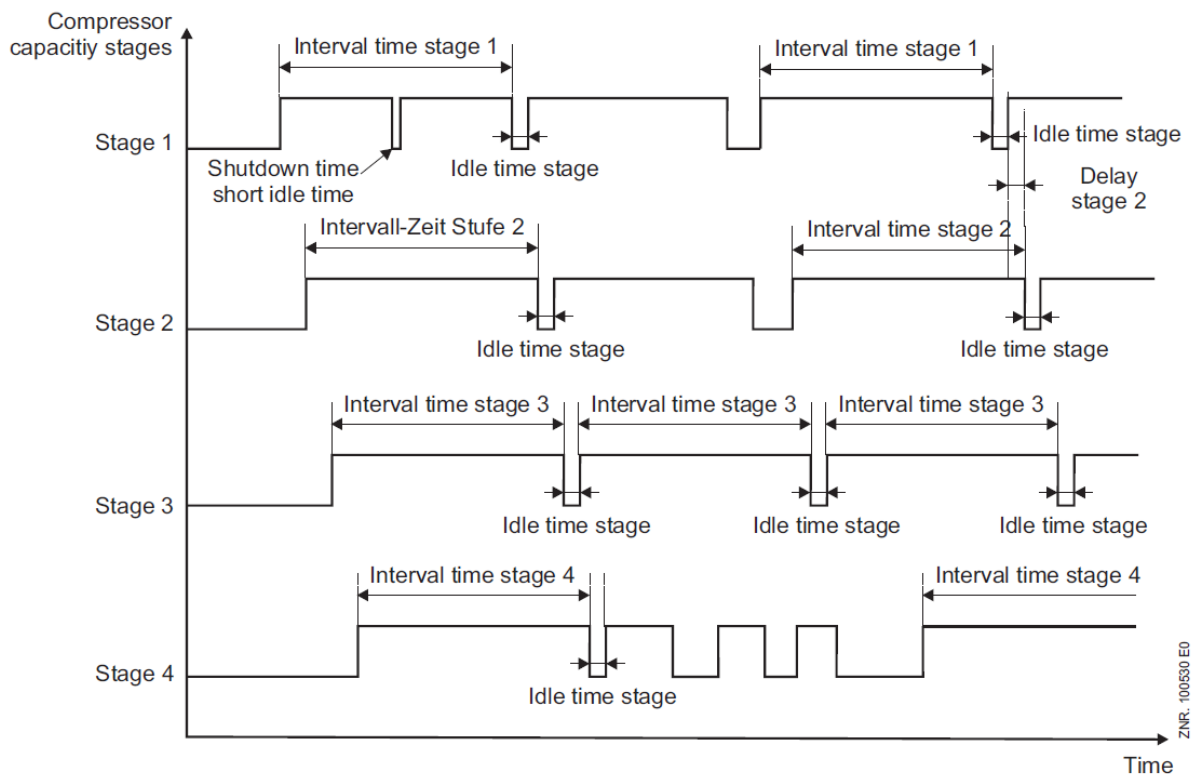 Compressor
capacitiy stages
Interval time stage 1
Interval time stage 1
Stage 1
Shutdown time
short idle time
Idle time stage
Idle time stage
Delay
stage 2
Intervall-Zeit Stufe 2
Interval time stage 2
Stage 2
Idle time stage
Idle time stage
Interval time stage 3
Interval time stage 3
Interval time stage 3
Stage 3
Idle time stage
Idle time stage
Idle time stage
Interval time stage 4
Interval time stage 4
Stage 4
Idle time stage
ZNR. 100530 E0
Time